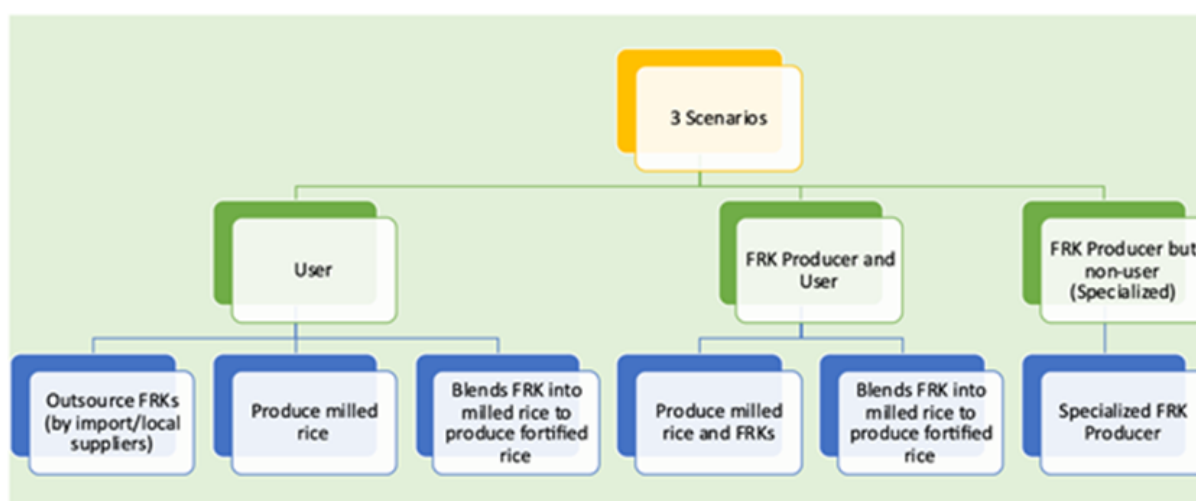 3 Scenarios
User
FRK Producer and
User
FRK Producer but
non-user
(Specialized)
Outsource FRKs
(by import/local
suppliers)
Produce milled
rice
Blends FRK into
milled rice to
produce fortified
rice
Produce milled
rice and FRKs
Blends FRK into
milled rice to
produce fortified
rice
Specialized FRK
Producer